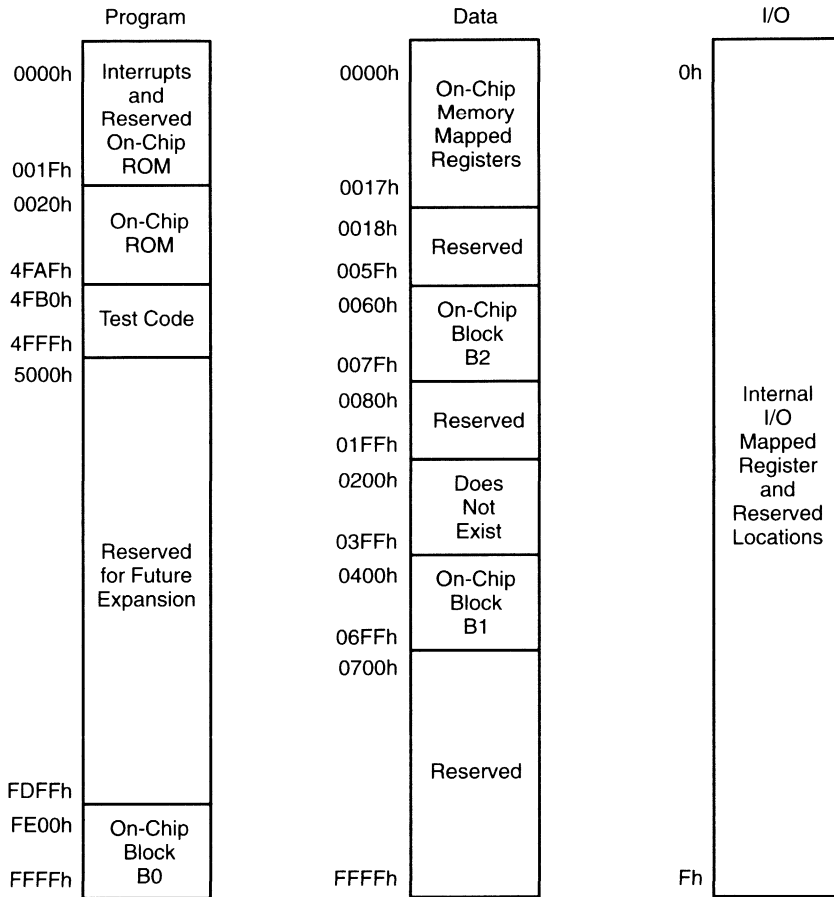 Program
0000h
Interrupts
and
Reserved
On-Chip
ROM
001Fh
0020h
On-Chip
ROM
4FAFh
4FB0h
Test Code
4FFFh
5000h
Reserved
for Future
Expansion
FDFFh
FE00h
On-Chip
Block
B0
FFFFh
Data
0000h
On-Chip
Memory
Mapped
Registers
0017h
0018h
Reserved
005Fh
0060h
On-Chip
Block
B2
007Fh
0080h
Reserved
01FFh
0200h
Does
Not
Exist
03FFh
0400h
On-Chip
Block
B1
06FFh
0700h
Reserved
FFFFh
I/O
0h
Internal
I/O
Mapped
Register
and
Reserved
Locations
Fh